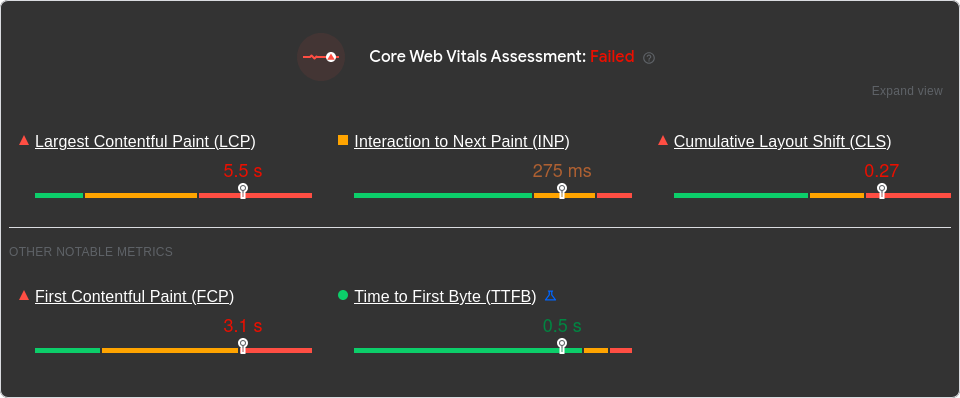 Core Web Vitals Assessment: Failed
Expand view
Largest Contentful Paint (LCP)
5.5 s
Interaction to Next Paint (INP)
275 ms
Cumulative Layout Shift (CLS)
0.27
OTHER NOTABLE METRICS
First Contentful Paint (FCP)
3.1 s
Time to First Byte (TTFB)
0.5 s